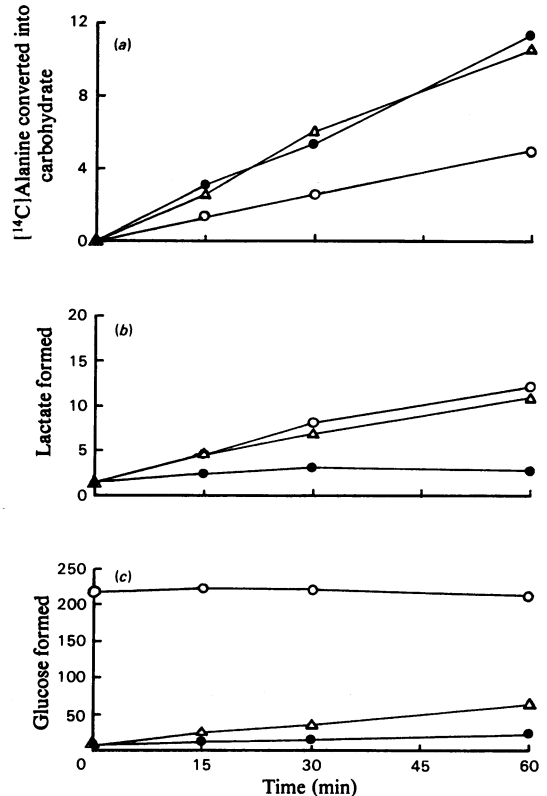 [¹⁴C]Alanine converted into
carbohydrate
(a)
12
8
4
0
Lactate formed
(b)
20
15
10
5
0
Glucose formed
(c)
250
200
150
100
50
0 15 30 45 60
Time (min)